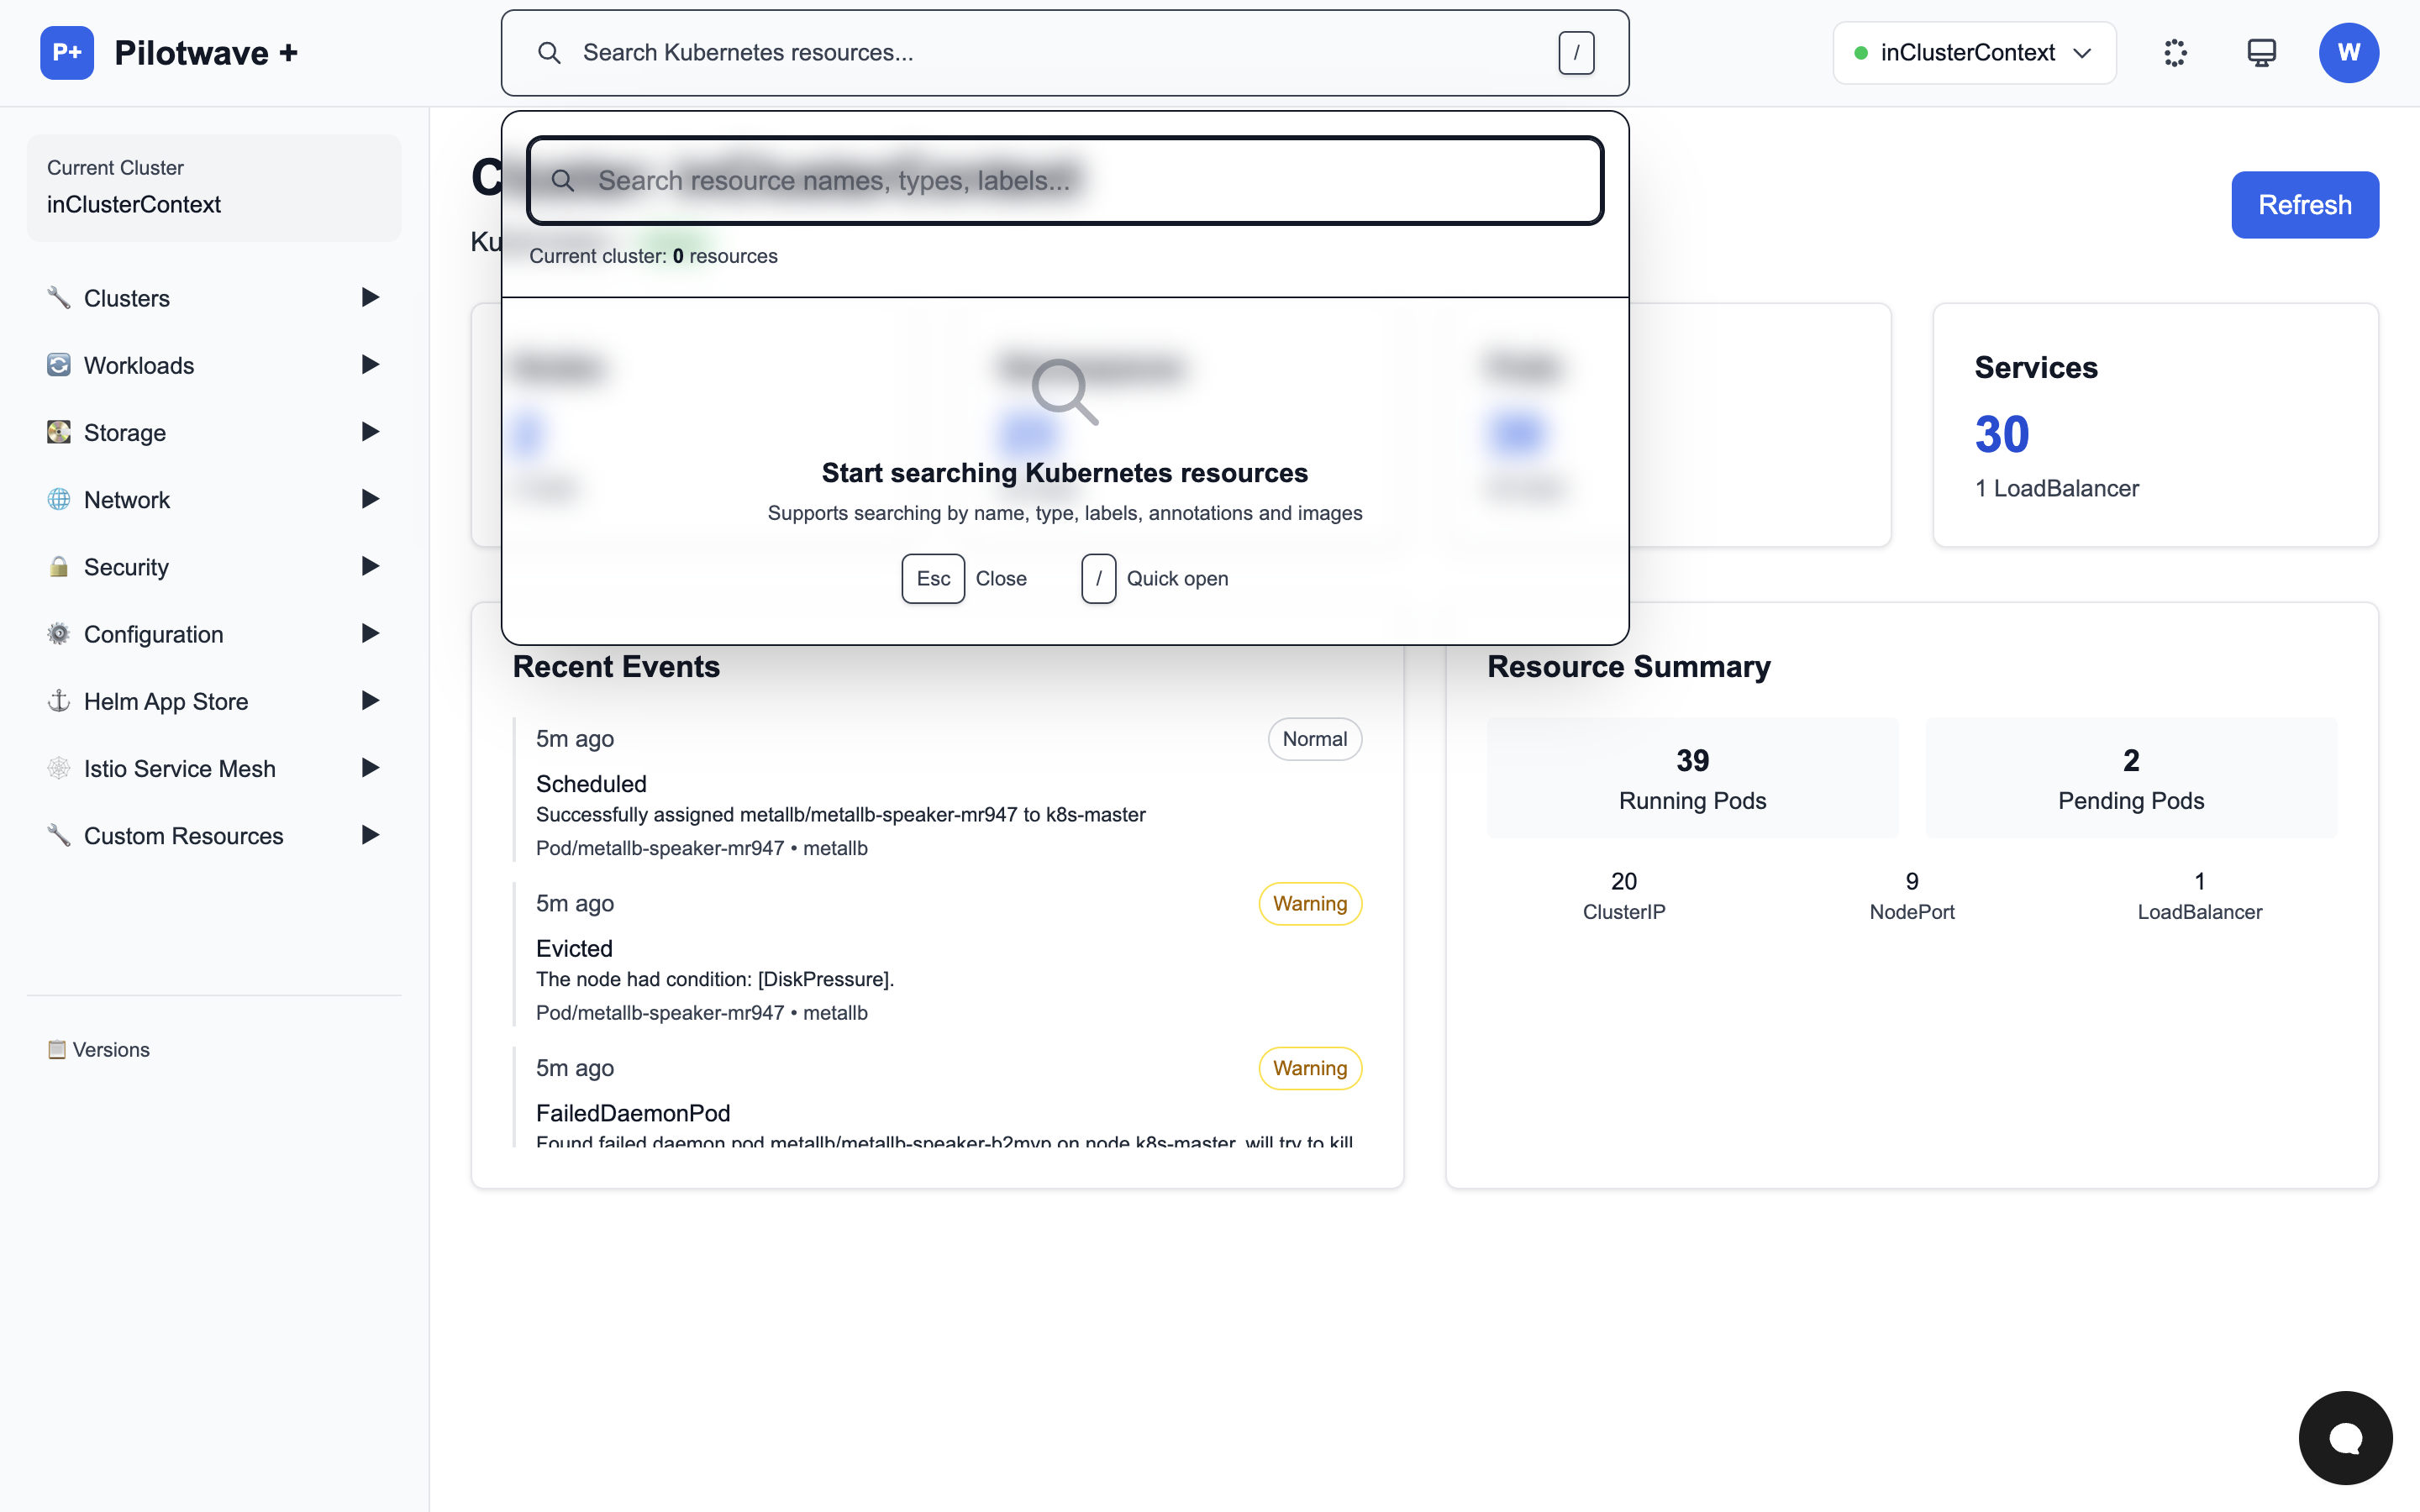 P+ Pilotwave +
Search Kubernetes resources... /
inClusterContext
W
Current Cluster
inClusterContext
Clusters
Workloads
Storage
Network
Security
Configuration
Helm App Store
Istio Service Mesh
Custom Resources
Versions
Search resource names, types, labels...
Current cluster: 0 resources
Refresh
Start searching Kubernetes resources
Supports searching by name, type, labels, annotations and images
Esc Close / Quick open
Services
30
1 LoadBalancer
Recent Events
5m ago Normal
Scheduled
Successfully assigned metallb/metallb-speaker-mr947 to k8s-master
Pod/metallb-speaker-mr947 • metallb
5m ago Warning
Evicted
The node had condition: [DiskPressure].
Pod/metallb-speaker-mr947 • metallb
5m ago Warning
FailedDaemonPod
Found failed daemon pod metallb/metallb-speaker-b2mvp on node k8s-master, will try to kill
Resource Summary
39
Running Pods
2
Pending Pods
20
ClusterIP
9
NodePort
1
LoadBalancer